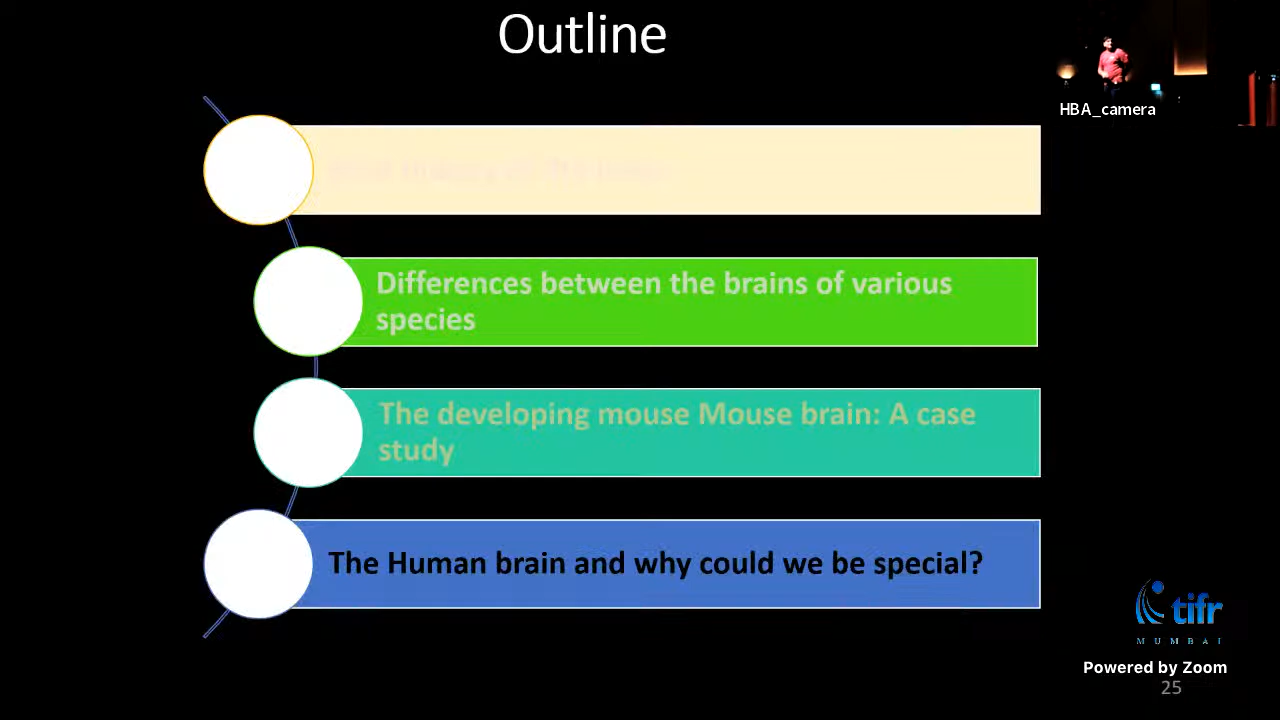 Outline
HBA_camera
Differences between the brains of various
species
The developing mouse Mouse brain: A case
study
The Human brain and why could we be special?
tifr
MUMBAI
Powered by Zoom
25